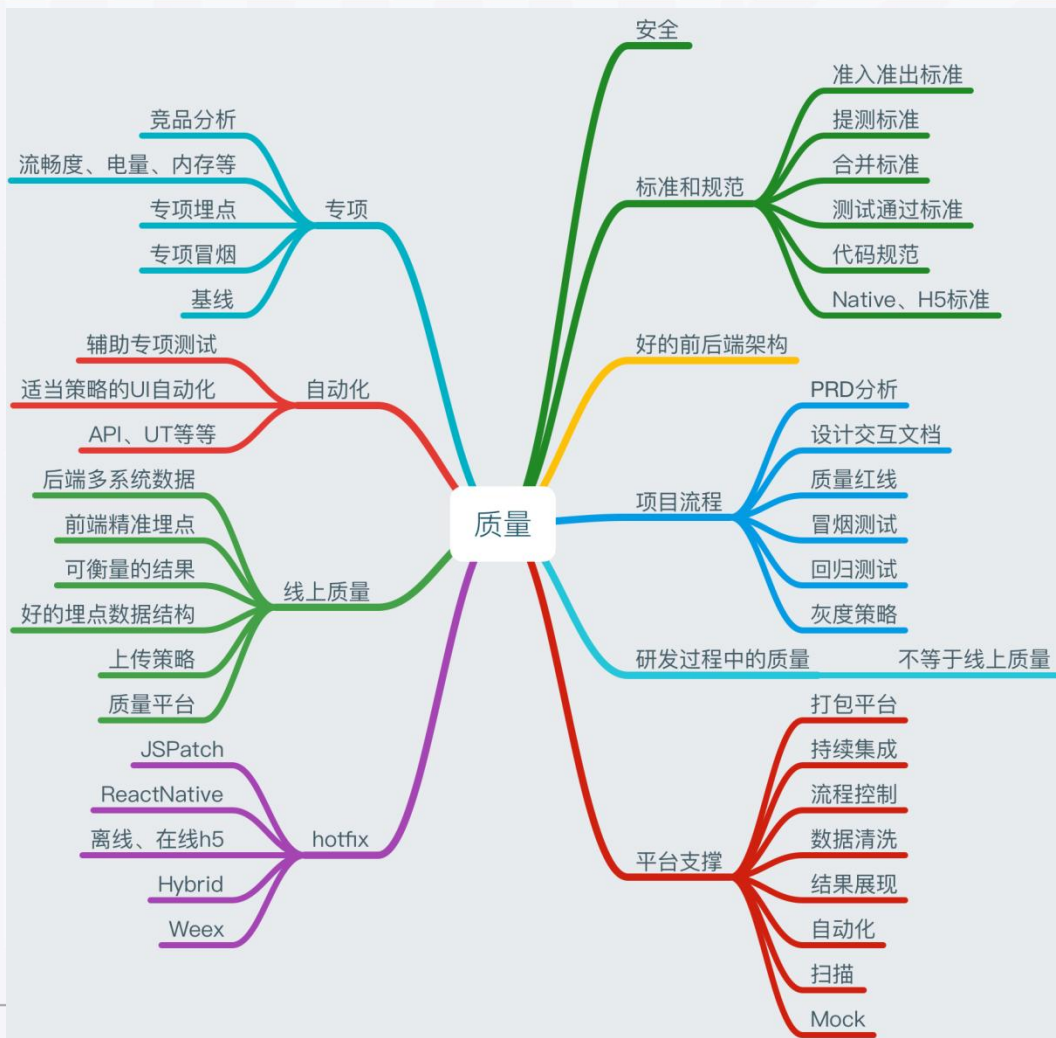 质量
专项
竞品分析
流畅度、电量、内存等
专项埋点
专项冒烟
基线
自动化
辅助专项测试
适当策略的UI自动化
API、UT等等
线上质量
后端多系统数据
前端精准埋点
可衡量的结果
好的埋点数据结构
上传策略
质量平台
hotfix
JSPatch
ReactNative
离线、在线h5
Hybrid
Weex
安全
标准和规范
准入准出标准
提测标准
合并标准
测试通过标准
代码规范
Native、H5标准
好的前后端架构
项目流程
PRD分析
设计交互文档
质量红线
冒烟测试
回归测试
灰度策略
研发过程中的质量
不等于线上质量
平台支撑
打包平台
持续集成
流程控制
数据清洗
结果展现
自动化
扫描
Mock